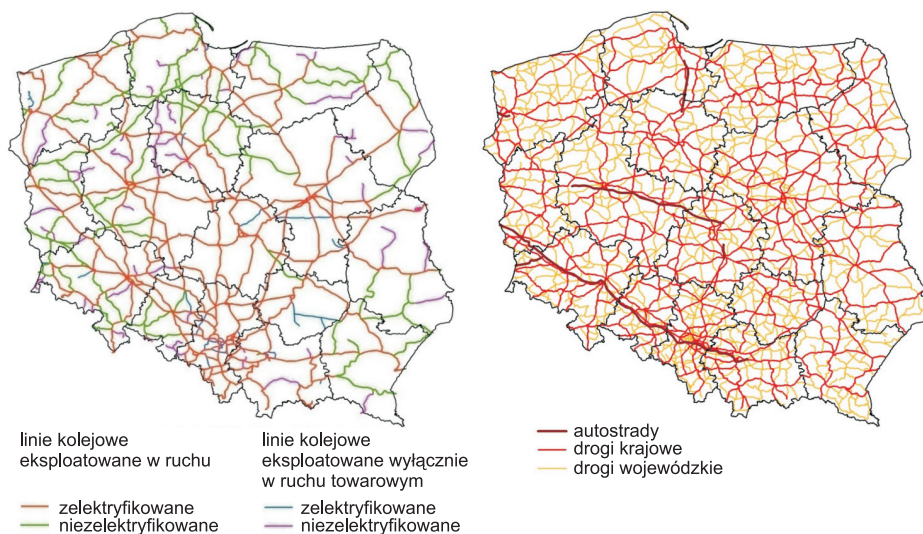 linie kolejowe
eksploatowane w ruchu
zelektryfikowane
niezelektryfikowane
linie kolejowe
eksploatowane wyłącznie
w ruchu towarowym
zelektryfikowane
niezelektryfikowane
autostrady
drogi krajowe
drogi wojewódzkie